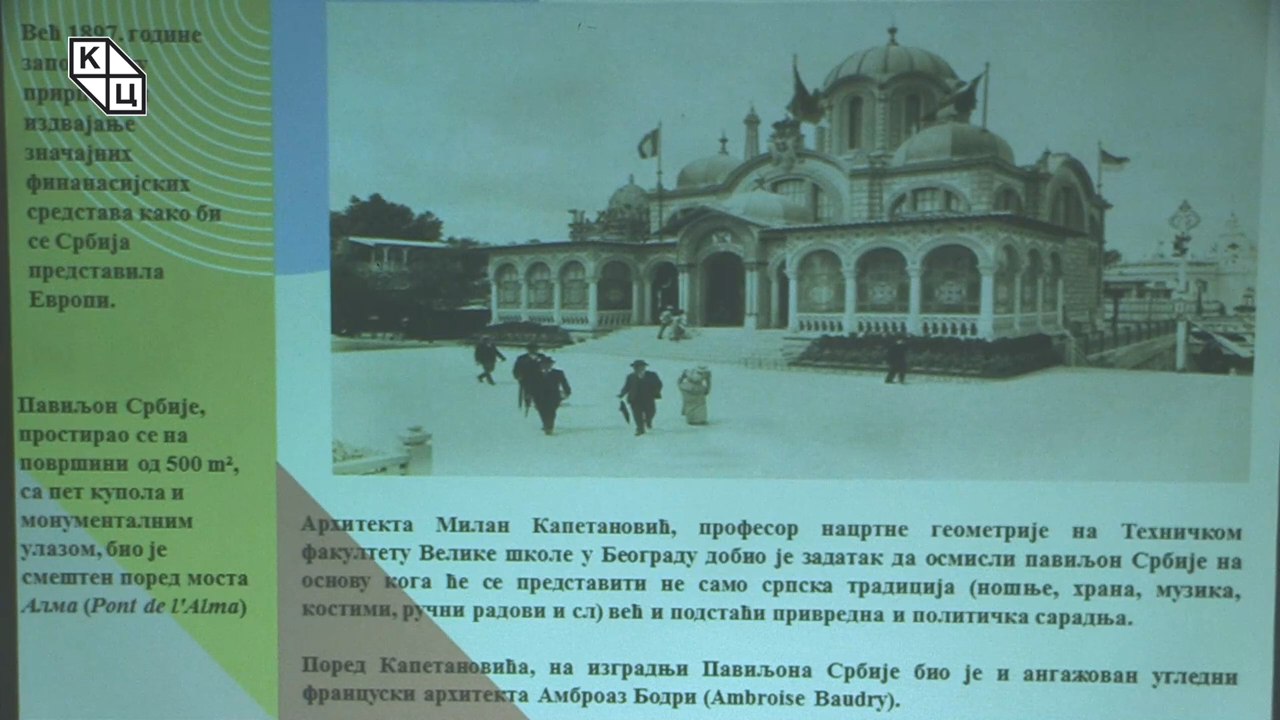 Већ 1897. године
издвајање
значајних
финанасијских
средстава како би
се Србија
представила
Европи.
Павиљон Србије,
простирао се на
површини од 500 m²,
са пет купола и
монументалним
улазом, био је
смештен поред моста
Алма (Pont de l'Alma)
К
Ц
Архитекта Милан Капетановић, професор нацртне геометрије на Техничком
факултету Велике школе у Београду добио је задатак да осмисли павиљон Србије на
основу кога ће се представити не само српска традиција (ношње, храна, музика,
костими, ручни радови и сл) већ и подстаћи привредна и политичка сарадња.
Поред Капетановића, на изградњи Павиљона Србије био је и ангажован угледни
француски архитекта Амброаз Бодри (Ambroise Baudry).